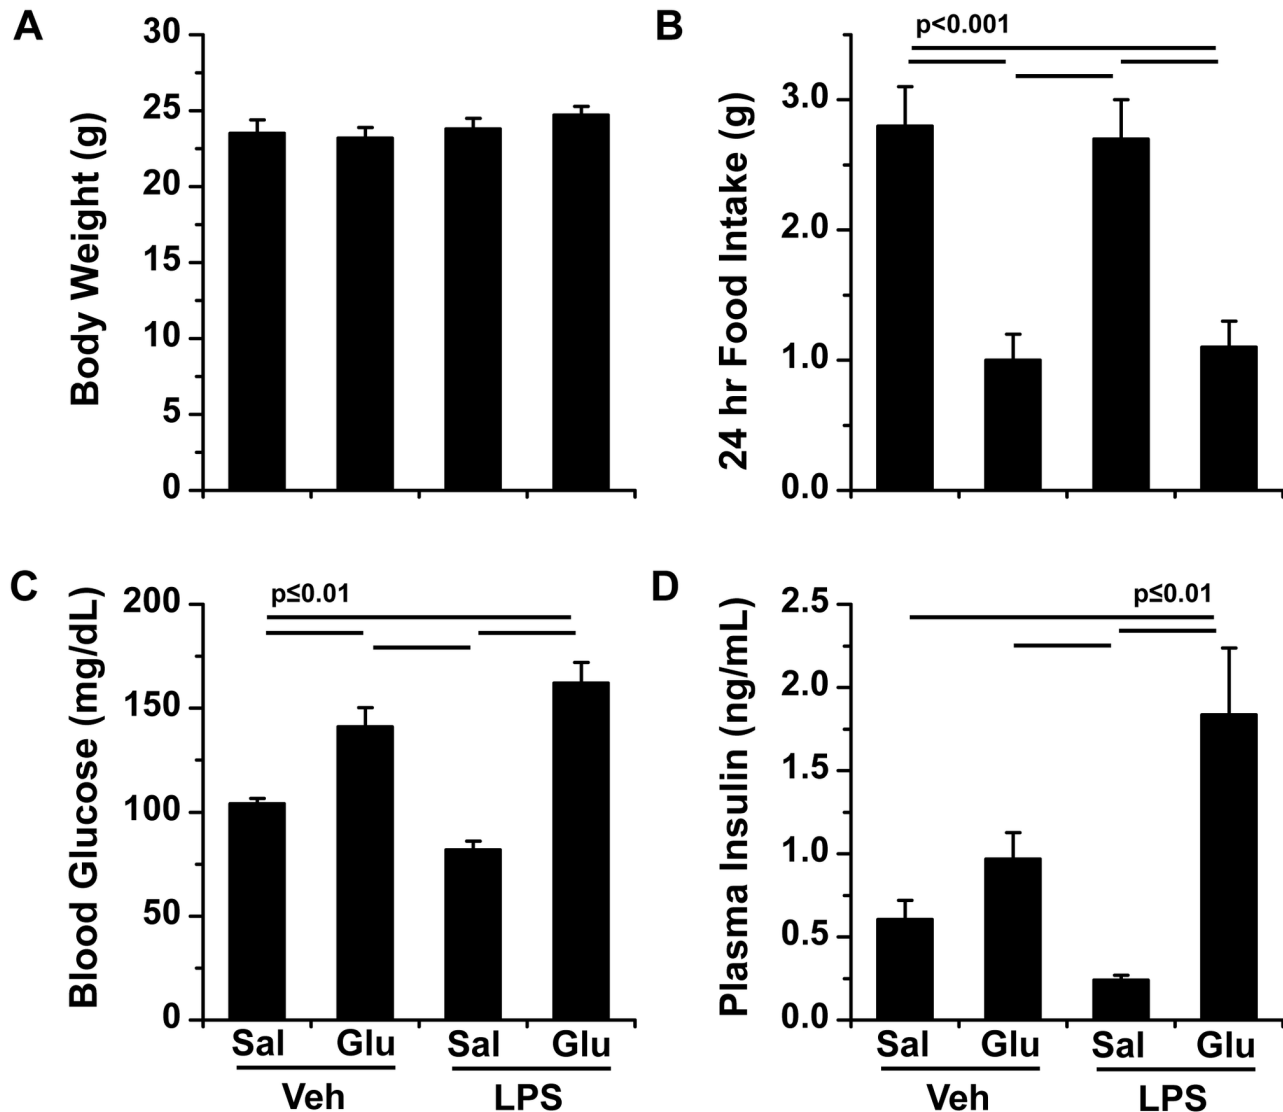 A
Body Weight (g)
30
25
20
15
10
5
0
B
p<0.001
24 hr Food Intake (g)
3.0
2.0
1.0
0.0
C
p≤0.01
Blood Glucose (mg/dL)
200
150
100
50
0
Sal Glu Sal Glu
Veh LPS
D
p≤0.01
Plasma Insulin (ng/mL)
2.5
2.0
1.5
1.0
0.5
0.0
Sal Glu Sal Glu
Veh LPS